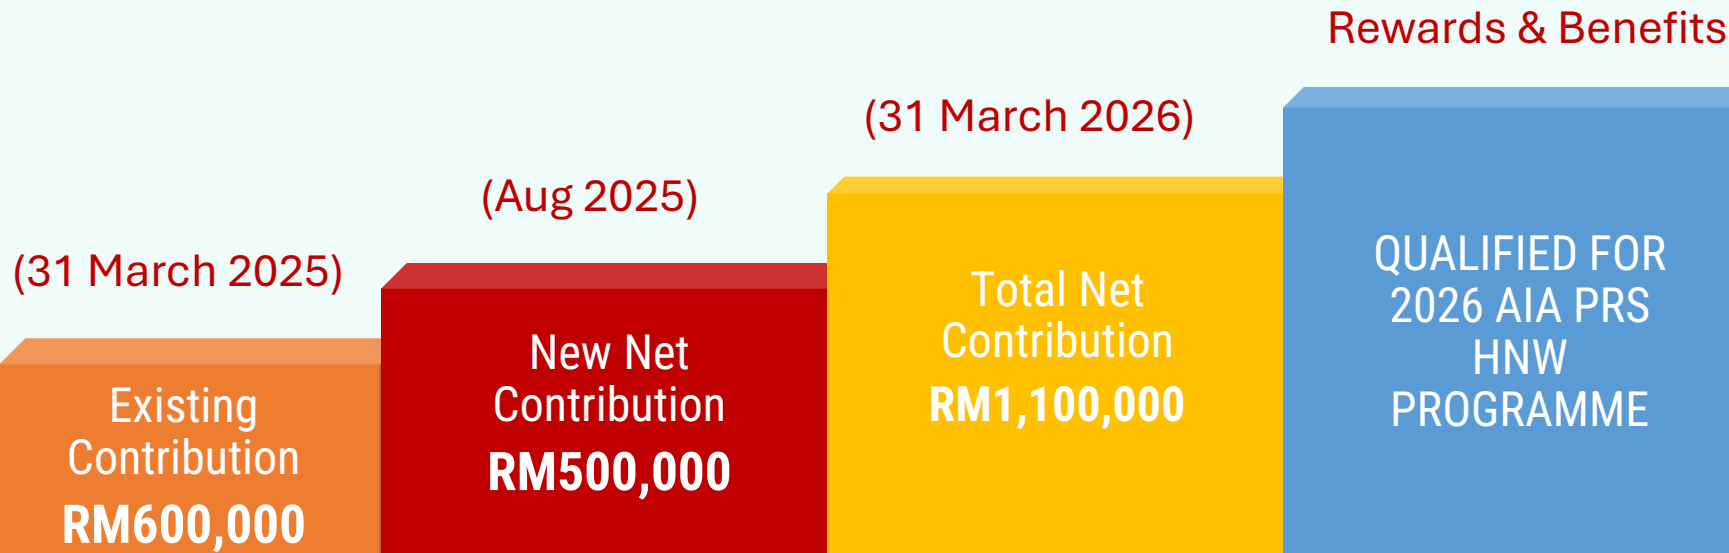 (31 March 2025)
Existing
Contribution
RM600,000
(Aug 2025)
New Net
Contribution
RM500,000
(31 March 2026)
Total Net
Contribution
RM1,100,000
Rewards & Benefits
QUALIFIED FOR
2026 AIA PRS
HNW
PROGRAMME